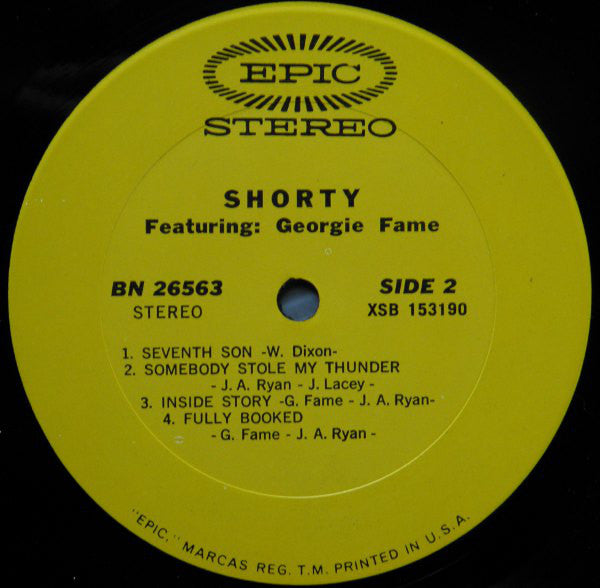 EPIC
STEREO
SHORTY
Featuring: Georgie Fame
BN 26563
STEREO
SIDE 2
XSB 153190
1. SEVENTH SON -W. Dixon-
2. SOMEBODY STOLE MY THUNDER
- J. A. Ryan - J. Lacey -
3. INSIDE STORY -G. Fame - J. A. Ryan-
4. FULLY BOOKED
- G. Fame - J. A. Ryan -
"EPIC," MARCAS REG. T.M. PRINTED IN U.S.A.